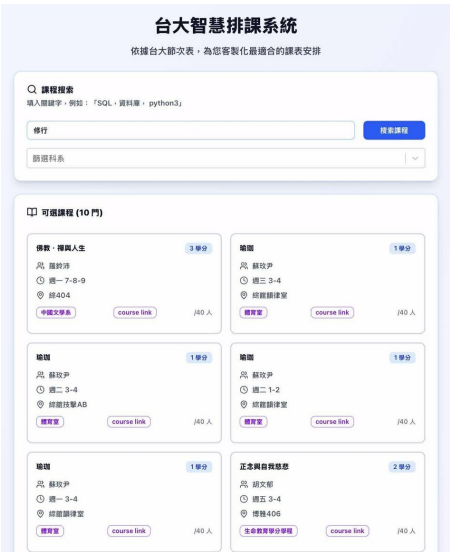 台大智慧排課系統
依據台大節次表，為您客製化最適合的課表安排
課程搜索
填入關鍵字，例如：「SQL，資料庫， python3」
修行
搜索課程
篩選科系
可選課程 (10 門)
佛教、禪與人生
3 學分
週一 7-8-9
綜404
中國文學系
course link
/40 人
瑜珈
1 學分
蘇玫尹
週三 3-4
綜館韻律室
體育室
course link
/40 人
瑜珈
1 學分
蘇玫尹
週二 3-4
綜館技擊AB
體育室
course link
/40 人
瑜珈
1 學分
蘇玫尹
週二 1-2
綜館韻律室
體育室
course link
/40 人
瑜珈
1 學分
蘇玫尹
週一 3-4
綜館韻律室
體育室
course link
/40 人
正念與自我慈悲
2 學分
胡文郁
週五 3-4
博雅406
生命教育學分學程
course link
/40 人